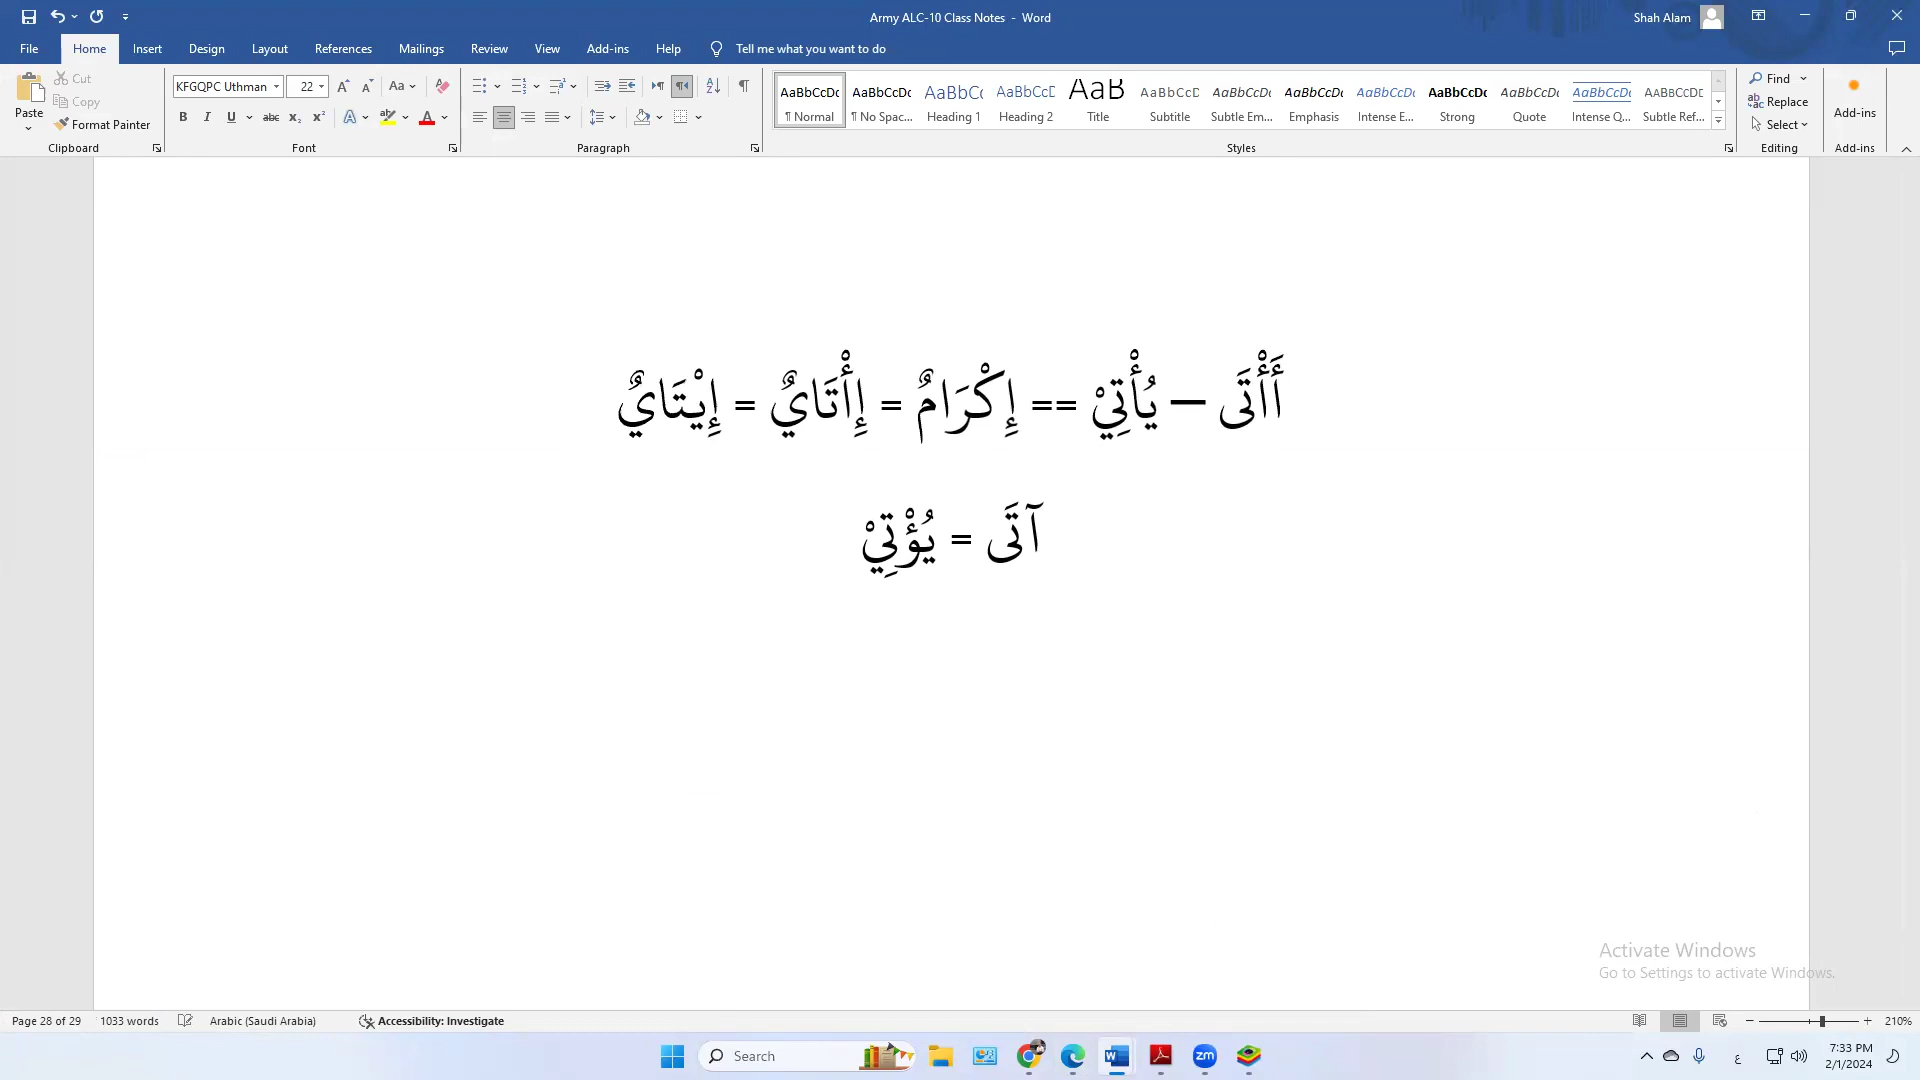 Army ALC-10 Class Notes - Word
Shah Alam
File Home Insert Design Layout References Mailings Review View Add-ins Help Tell me what you want to do
Paste
Cut
Copy
Format Painter
Clipboard
KFGQPC Uthman 22
Font
Paragraph
AaBbCcDc AaBbCcDc AaBbCc AaBbCcD AaB AaBbCcD AaBbCcDc AaBbCcDc AaBbCcDc AaBbCcDc AaBbCcDc AaBbCcDc AABBCCDE
¶ Normal ¶ No Spac... Heading 1 Heading 2 Title Subtitle Subtle Em... Emphasis Intense E... Strong Quote Intense Q... Subtle Ref...
Styles
Find
Replace
Select
Editing
Add-ins
Add-ins
أَأْتَى – يُأْتِيْ == إِكْرَامٌ = إِأْتَايٌ = إِيْتَايٌ
آتَى = يُؤْتِيْ
Activate Windows
Go to Settings to activate Windows.
Page 28 of 29 1033 words Arabic (Saudi Arabia) Accessibility: Investigate 210%
Search
ع
7:33 PM
2/1/2024